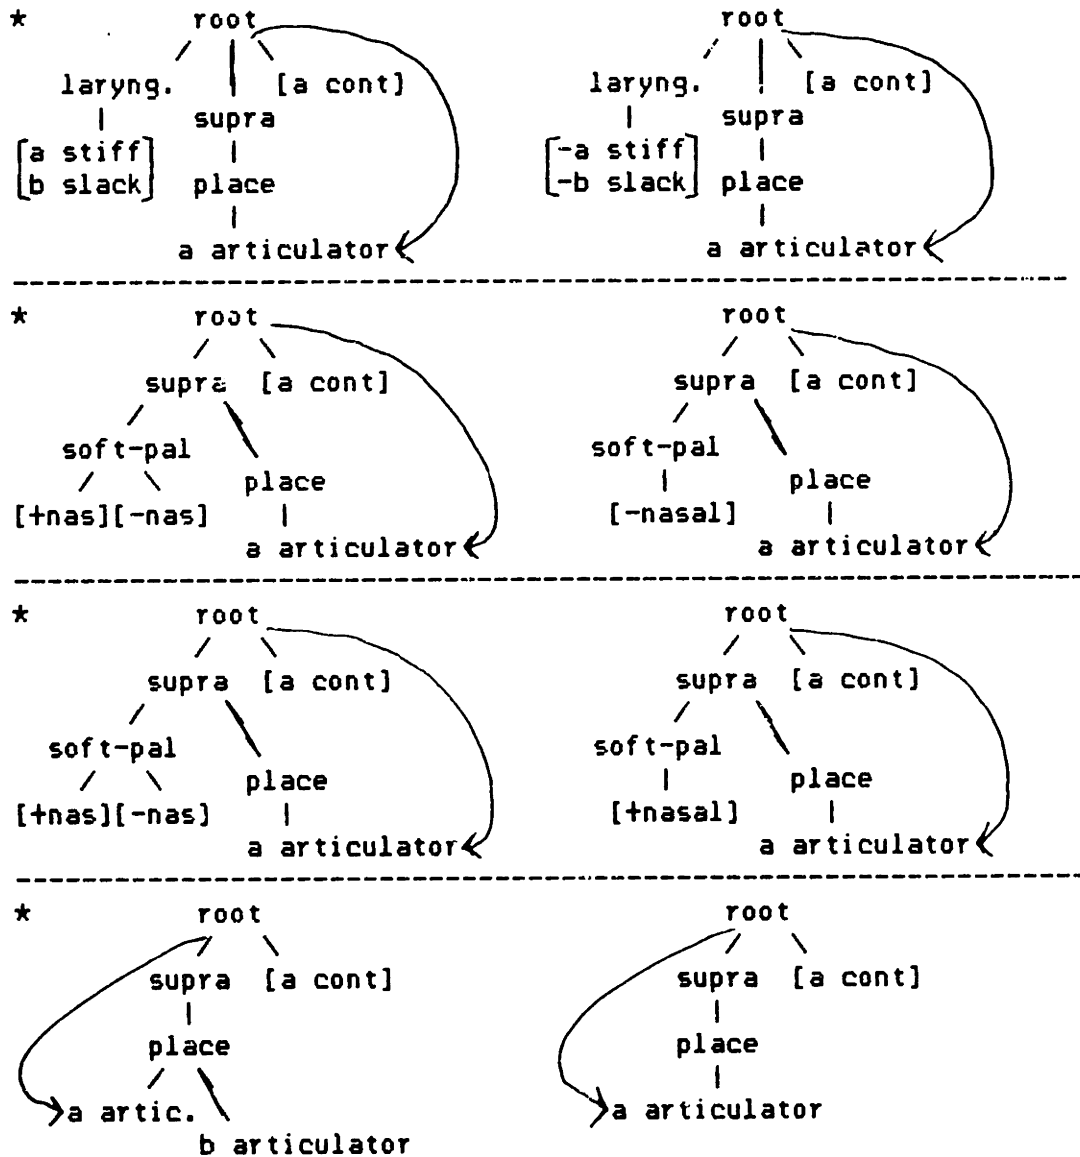 * root root
laryng. [a cont] laryng. [a cont]
supra supra
[a stiff] [-a stiff]
[b slack] place [-b slack] place
a articulator a articulator
* root root
supra [a cont] supra [a cont]
soft-pal soft-pal
place place
[+nas][-nas] [-nasal]
a articulator a articulator
* root root
supra [a cont] supra [a cont]
soft-pal soft-pal
place place
[+nas][-nas] [+nasal]
a articulator a articulator
* root root
supra [a cont] supra [a cont]
place place
a artic. a articulator
b articulator